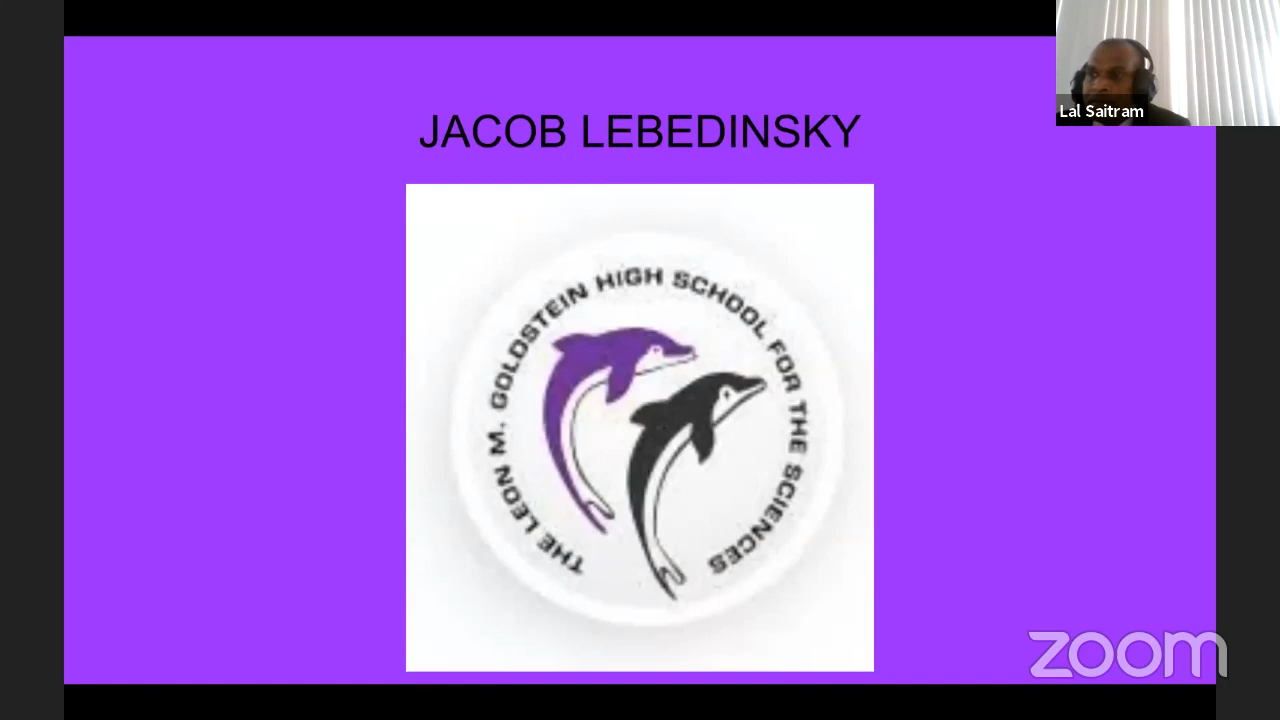 JACOB LEBEDINSKY
THE LEON M. GOLDSTEIN HIGH SCHOOL FOR THE SCIENCES
Lal Saitram
zoom